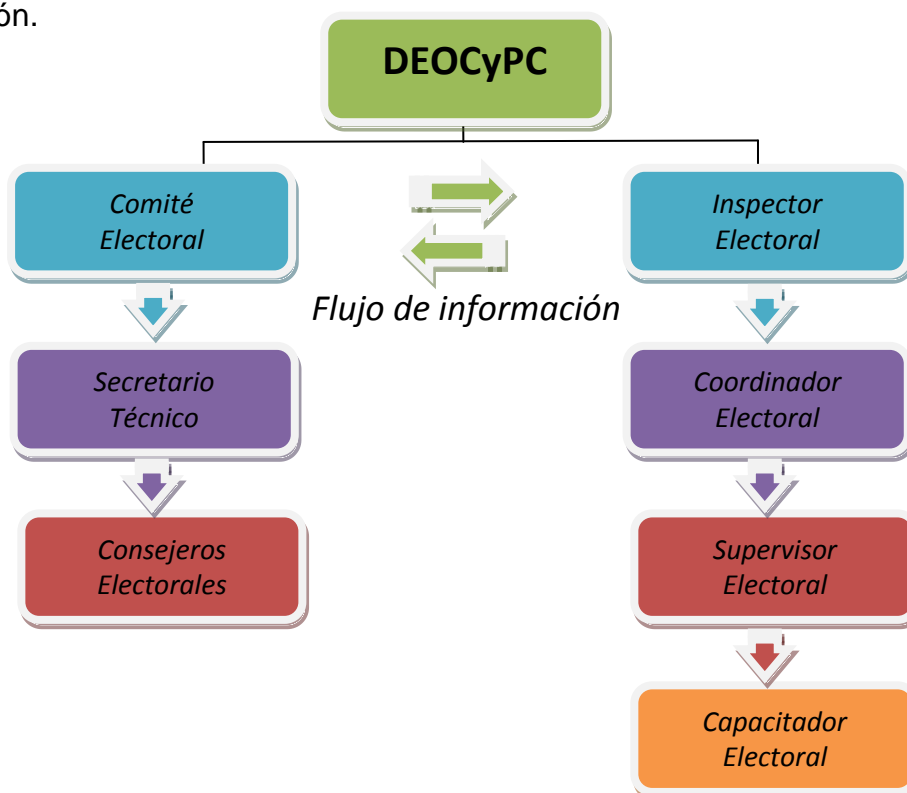 ón.
DEOCyPC
Comité
Electoral
Inspector
Electoral
Flujo de información
Secretario
Técnico
Coordinador
Electoral
Consejeros
Electorales
Supervisor
Electoral
Capacitador
Electoral